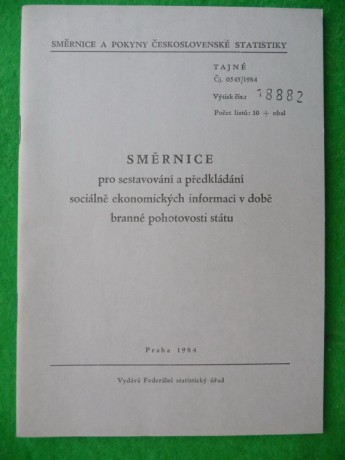 SMĚRNICE A POKYNY ČESKOSLOVENSKÉ STATISTIKY
TAJNÉ
Čj. 0545/1984
Výtisk čís.: 18882
Počet listů: 10 + obal
SMĚRNICE
pro sestavování a předkládání
sociálně ekonomických informací v době
branné pohotovosti státu
Praha 1984
Vydává Federální statistický úřad